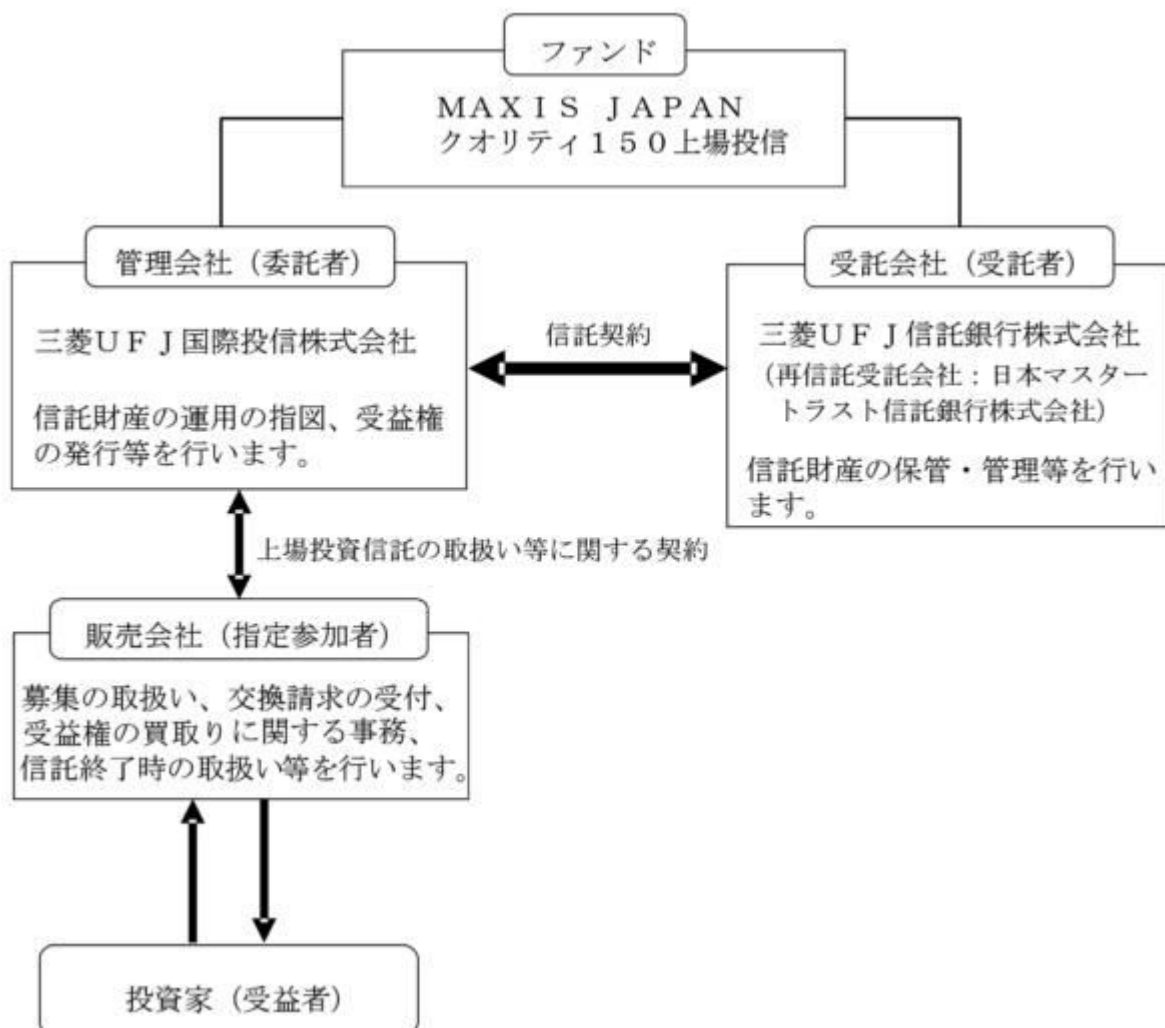 ファンド
ＭＡＸＩＳ ＪＡＰＡＮ
クオリティ１５０上場投信
管理会社（委託者）
三菱ＵＦＪ国際投信株式会社
信託財産の運用の指図、受益権
の発行等を行います。
信託契約
受託会社（受託者）
三菱ＵＦＪ信託銀行株式会社
（再信託受託会社：日本マスター
トラスト信託銀行株式会社）
信託財産の保管・管理等を行い
ます。
上場投資信託の取扱い等に関する契約
販売会社（指定参加者）
募集の取扱い、交換請求の受付、
受益権の買取りに関する事務、
信託終了時の取扱い等を行います。
投資家（受益者）